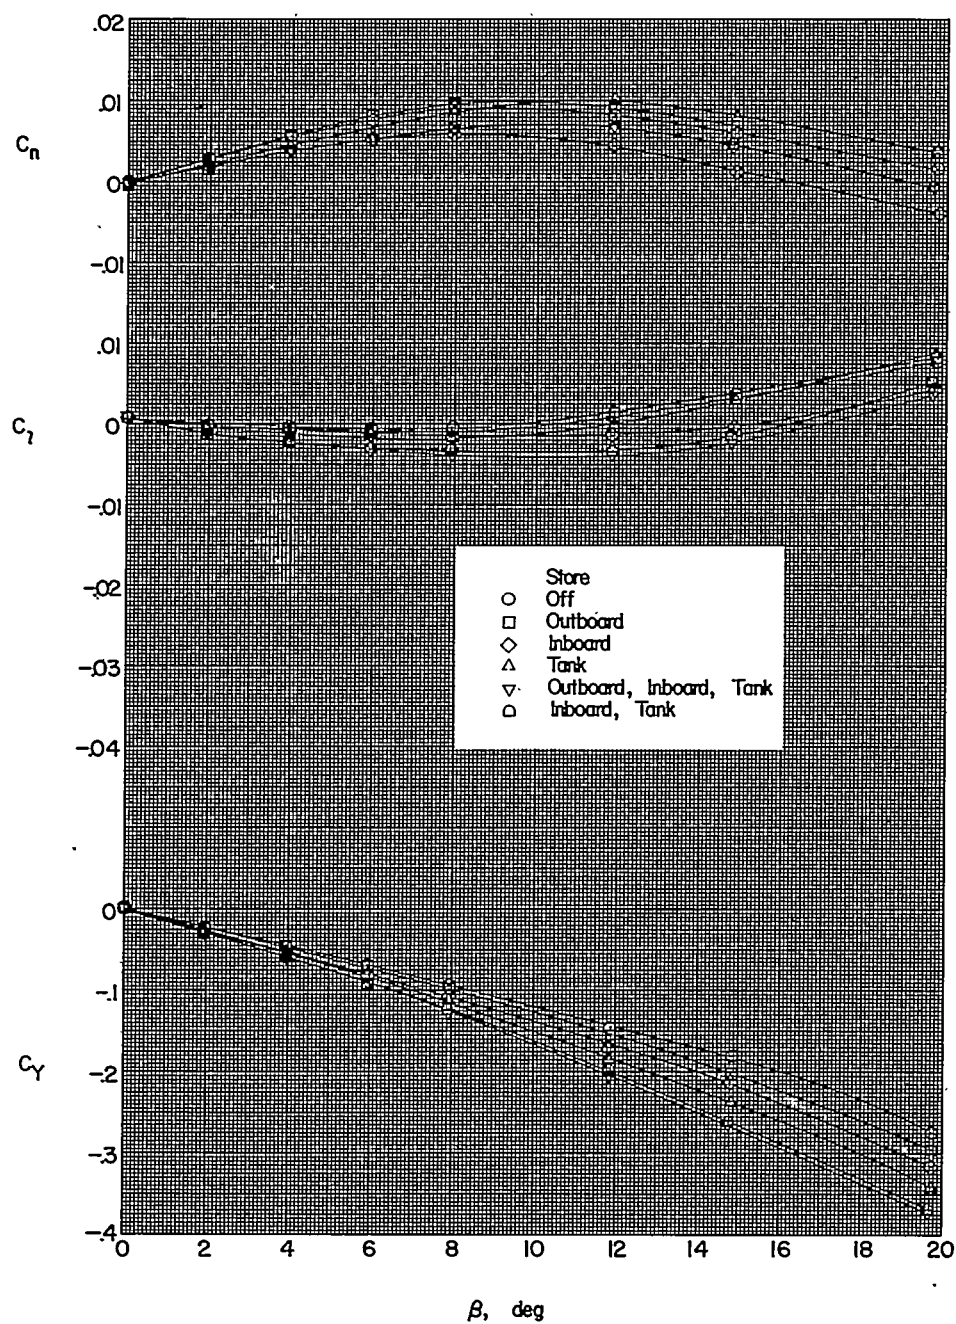 .02
.01
Cn
0
-.01
.01
Cl
0
-.01
-.02
-.03
-.04
Store
Off
Outboard
Inboard
Tank
Outboard, Inboard, Tank
Inboard, Tank
0
-.1
CY
-.2
-.3
-.4
0 2 4 6 8 10 12 14 16 18 20
β, deg